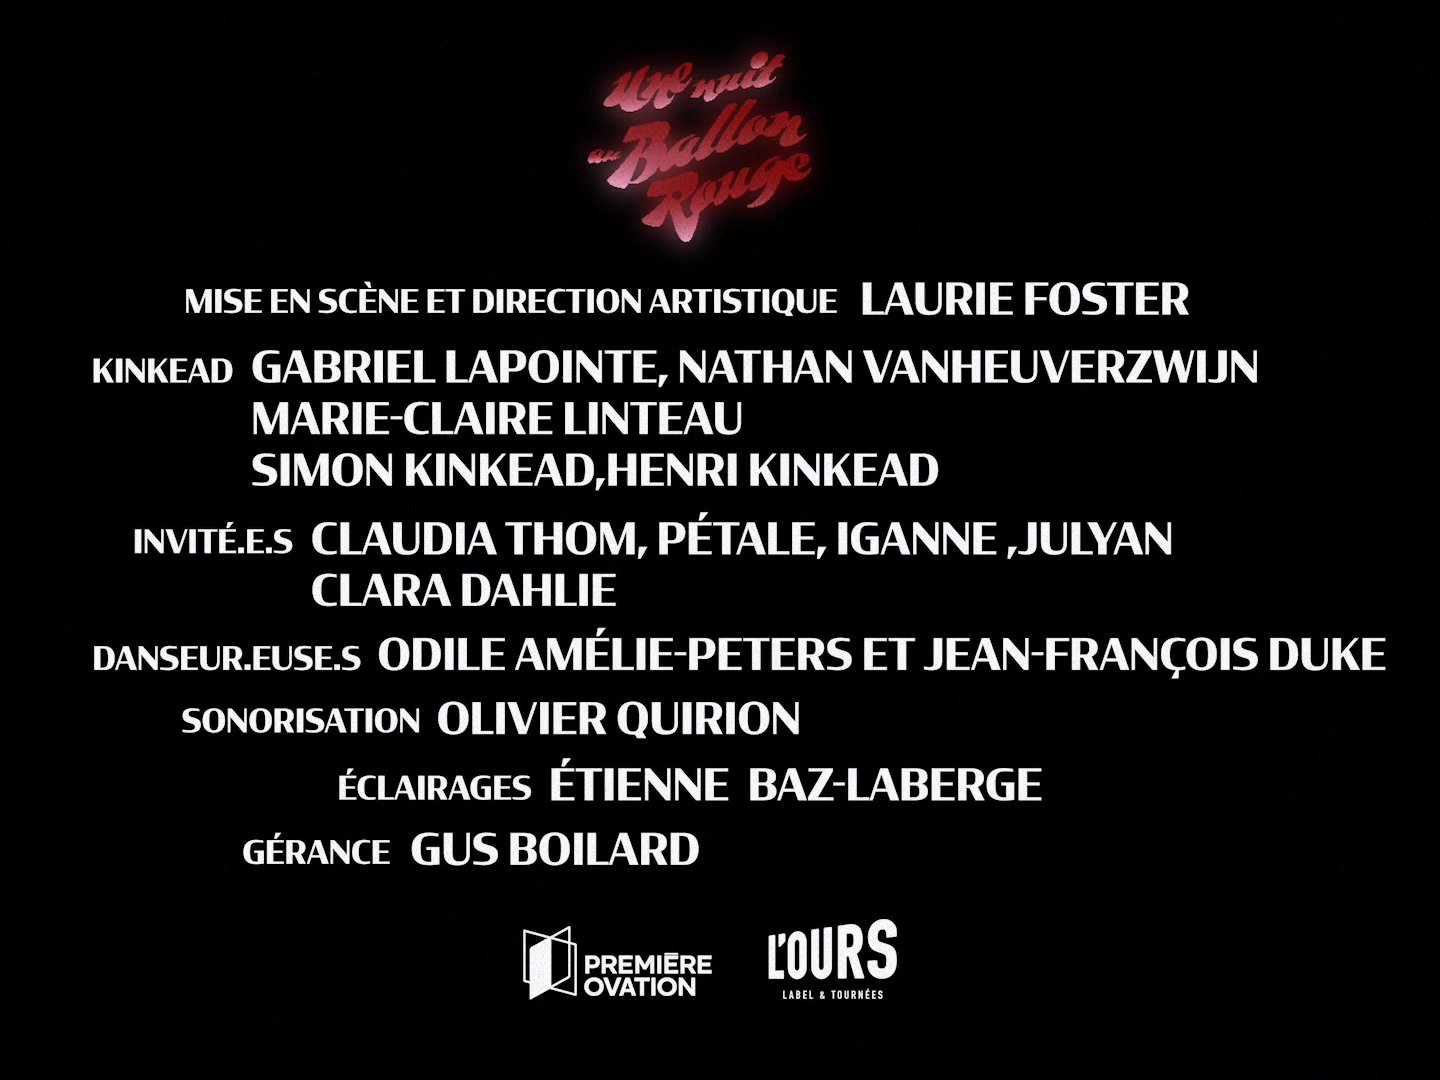 Une nuit
au Ballon
Rouge
MISE EN SCÈNE ET DIRECTION ARTISTIQUE LAURIE FOSTER
KINKEAD GABRIEL LAPOINTE, NATHAN VANHEUVERZWIJN
MARIE-CLAIRE LINTEAU
SIMON KINKEAD,HENRI KINKEAD
INVITÉ.E.S CLAUDIA THOM, PÉTALE, IGANNE ,JULYAN
CLARA DAHLIE
DANSEUR.EUSE.S ODILE AMÉLIE-PETERS ET JEAN-FRANÇOIS DUKE
SONORISATION OLIVIER QUIRION
ÉCLAIRAGES ÉTIENNE BAZ-LABERGE
GÉRANCE GUS BOILARD
PREMIÈRE
OVATION
L'OURS
LABEL & TOURNÉES